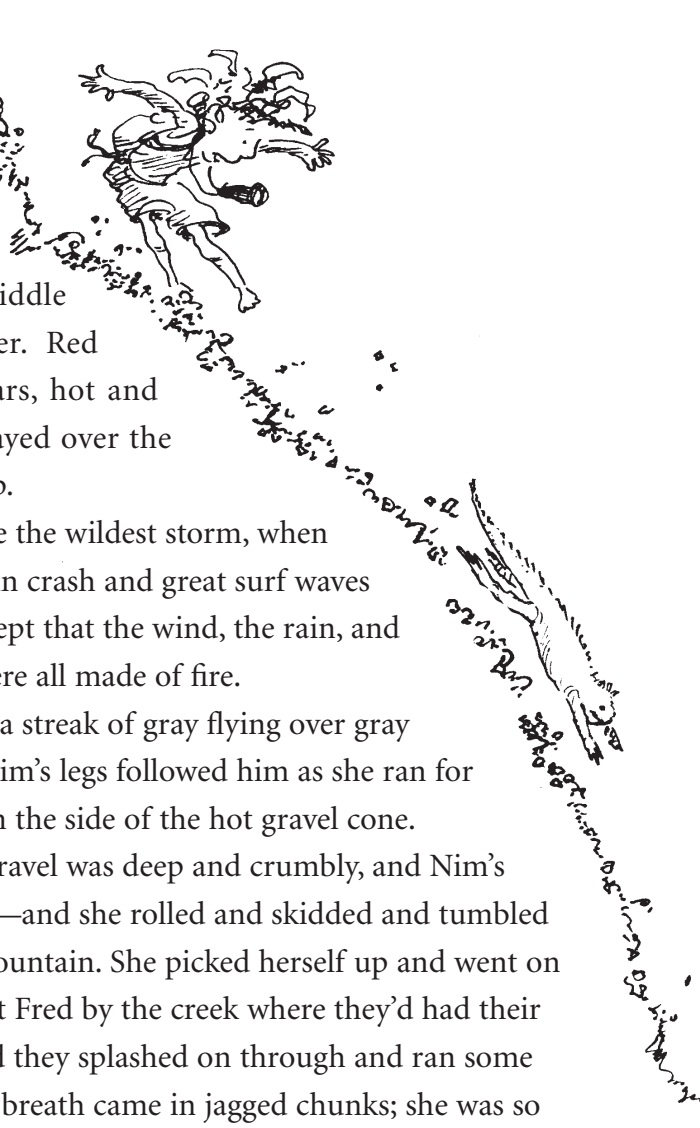 iddle
er. Red
ars, hot and
ayed over the
p.
e the wildest storm, when
in crash and great surf waves
ept that the wind, the rain, and
ere all made of fire.
a streak of gray flying over gray
im’s legs followed him as she ran for
n the side of the hot gravel cone.
ravel was deep and crumbly, and Nim’s
—and she rolled and skidded and tumbled
ountain. She picked herself up and went on
t Fred by the creek where they’d had their
d they splashed on through and ran some
breath came in jagged chunks; she was so